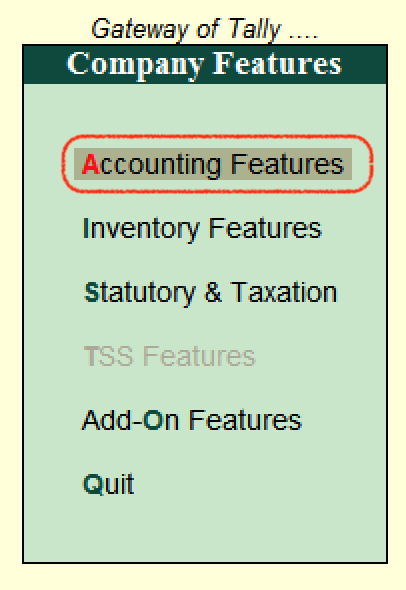 Gateway of Tally ....
Company Features
Accounting Features
Inventory Features
Statutory & Taxation
TSS Features
Add-On Features
Quit